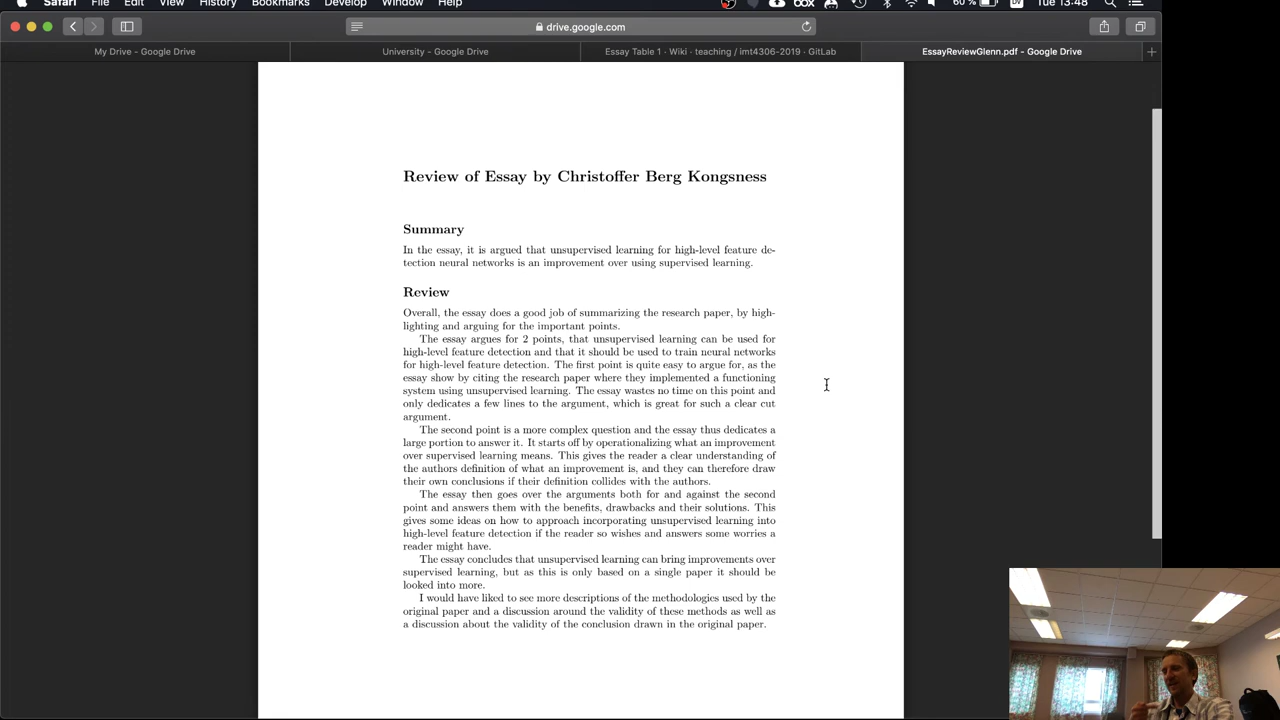 Safari File Edit View History Bookmarks Develop Window Help
box 60% DV Tue 13:48
drive.google.com
My Drive - Google Drive
University - Google Drive
Essay Table 1 · Wiki · teaching / imt4306-2019 · GitLab
EssayReviewGlenn.pdf - Google Drive
Review of Essay by Christoffer Berg Kongsness
Summary
In the essay, it is argued that unsupervised learning for high-level feature de-
tection neural networks is an improvement over using supervised learning.
Review
Overall, the essay does a good job of summarizing the research paper, by high-
lighting and arguing for the important points.
The essay argues for 2 points, that unsupervised learning can be used for
high-level feature detection and that it should be used to train neural networks
for high-level feature detection. The first point is quite easy to argue for, as the
essay show by citing the research paper where they implemented a functioning
system using unsupervised learning. The essay wastes no time on this point and
only dedicates a few lines to the argument, which is great for such a clear cut
argument.
The second point is a more complex question and the essay thus dedicates a
large portion to answer it. It starts off by operationalizing what an improvement
over supervised learning means. This gives the reader a clear understanding of
the authors definition of what an improvement is, and they can therefore draw
their own conclusions if their definition collides with the authors.
The essay then goes over the arguments both for and against the second
point and answers them with the benefits, drawbacks and their solutions. This
gives some ideas on how to approach incorporating unsupervised learning into
high-level feature detection if the reader so wishes and answers some worries a
reader might have.
The essay concludes that unsupervised learning can bring improvements over
supervised learning, but as this is only based on a single paper it should be
looked into more.
I would have liked to see more descriptions of the methodologies used by the
original paper and a discussion around the validity of these methods as well as
a discussion about the validity of the conclusion drawn in the original paper.